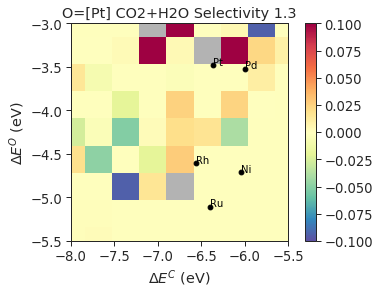 O=[Pt] CO2+H2O Selectivity 1.3
−3.0
−3.5
−4.0
−4.5
−5.0
−5.5
ΔE^O (eV)
Pt
Pd
Rh
Ni
Ru
−8.0 −7.5 −7.0 −6.5 −6.0 −5.5
ΔE^C (eV)
0.100
0.075
0.050
0.025
0.000
−0.025
−0.050
−0.075
−0.100